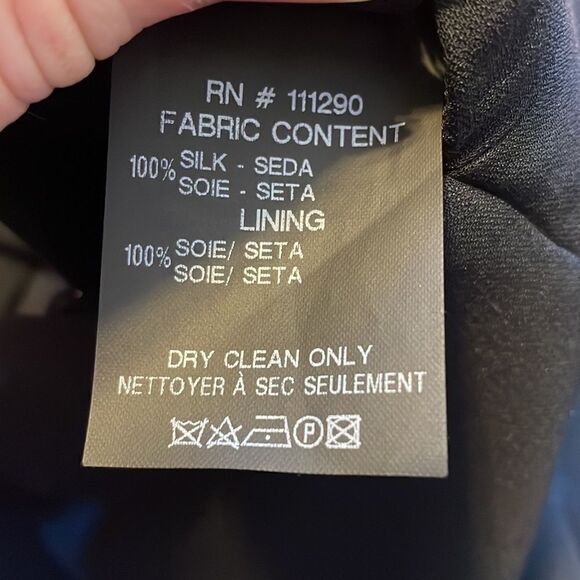 RN # 111290
FABRIC CONTENT
100% SILK - SEDA
SOIE - SETA
LINING
100% SOIE/ SETA
SOIE/ SETA
DRY CLEAN ONLY
NETTOYER À SEC SEULEMENT
P